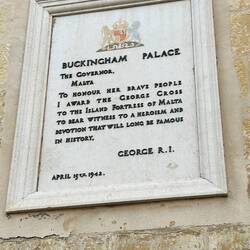 BUCKINGHAM PALACE
THE GOVERNOR,
MALTA
TO HONOUR HER BRAVE PEOPLE
I AWARD THE GEORGE CROSS
TO THE ISLAND FORTRESS OF MALTA
TO BEAR WITNESS TO A HEROISM AND
DEVOTION THAT WILL LONG BE FAMOUS
IN HISTORY.
GEORGE R.I.
APRIL 15TH 1942.